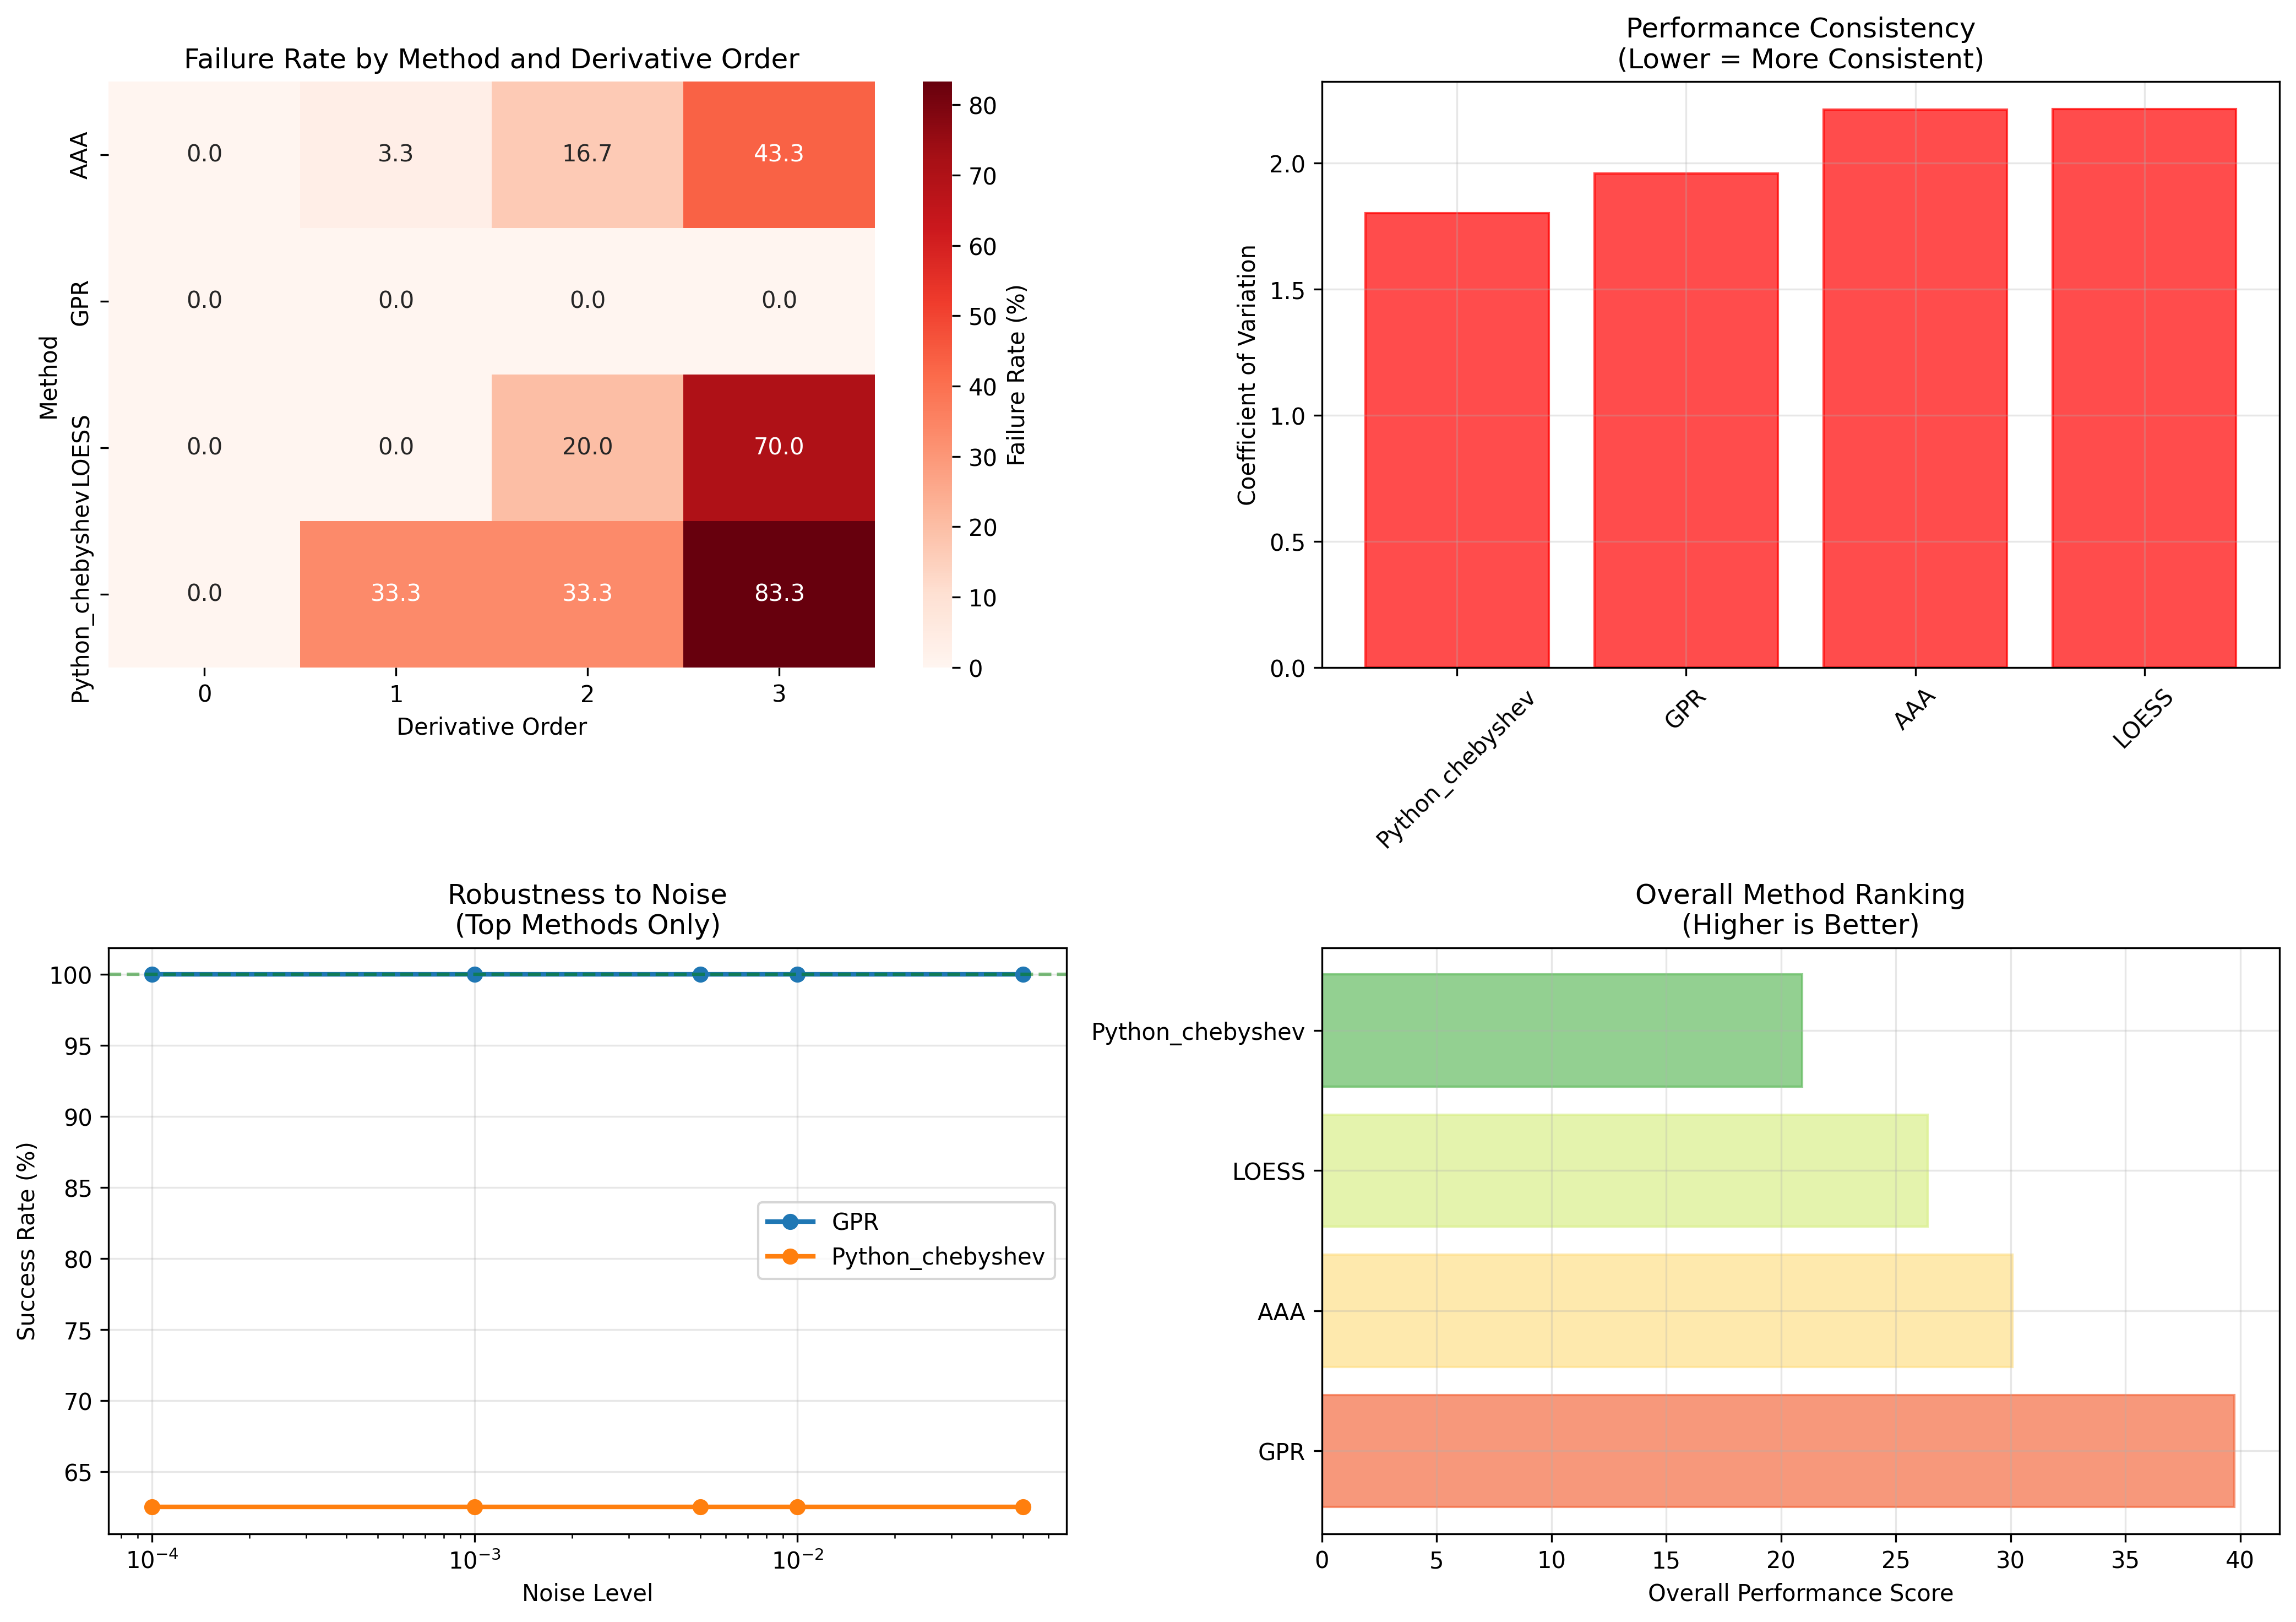 Failure Rate by Method and Derivative Order
Method
AAA
GPR
LOESS
Python_chebyshev
0.0 3.3 16.7 43.3
0.0 0.0 0.0 0.0
0.0 0.0 20.0 70.0
0.0 33.3 33.3 83.3
0 1 2 3
Derivative Order
80
70
60
50
40
30
20
10
0
Failure Rate (%)
Performance Consistency
(Lower = More Consistent)
Coefficient of Variation
2.0
1.5
1.0
0.5
0.0
Python_chebyshev
GPR
AAA
LOESS
Robustness to Noise
(Top Methods Only)
Success Rate (%)
100
95
90
85
80
75
70
65
GPR
Python_chebyshev
10⁻⁴ 10⁻³ 10⁻²
Noise Level
Overall Method Ranking
(Higher is Better)
Python_chebyshev
LOESS
AAA
GPR
0 5 10 15 20 25 30 35 40
Overall Performance Score